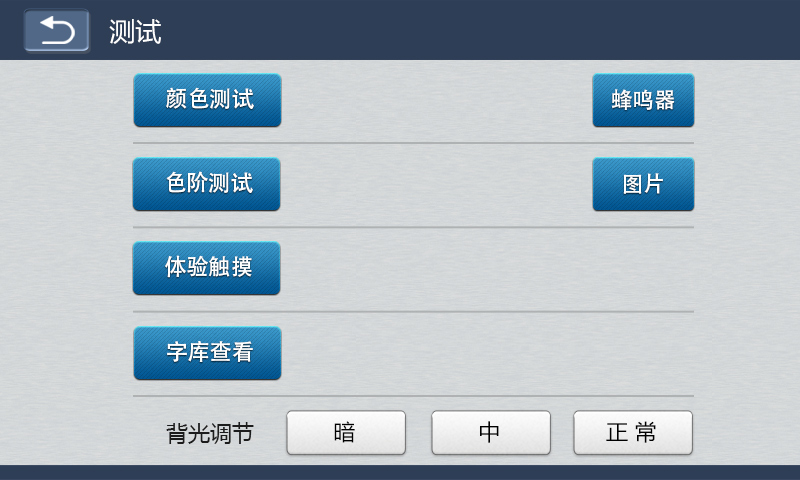 测试
颜色测试 蜂鸣器
色阶测试 图片
体验触摸
字库查看
背光调节 暗 中 正常